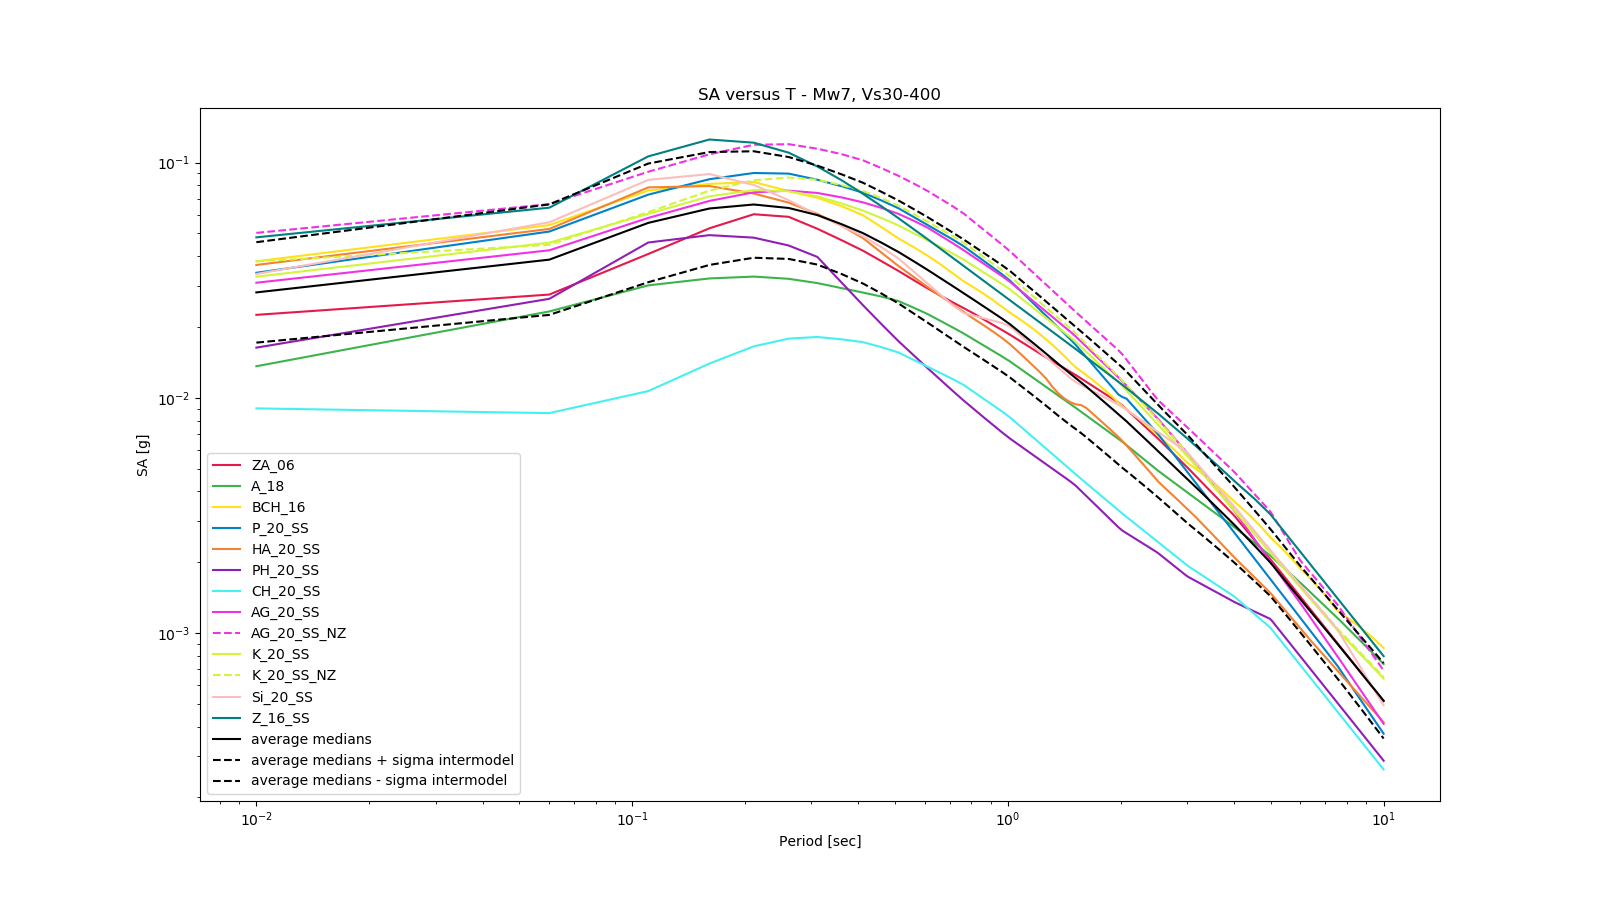 SA versus T - Mw7, Vs30-400
SA [g]
10⁻¹
10⁻²
10⁻³
ZA_06
A_18
BCH_16
P_20_SS
HA_20_SS
PH_20_SS
CH_20_SS
AG_20_SS
AG_20_SS_NZ
K_20_SS
K_20_SS_NZ
Si_20_SS
Z_16_SS
average medians
average medians + sigma intermodel
average medians - sigma intermodel
10⁻² 10⁻¹ 10⁰ 10¹
Period [sec]